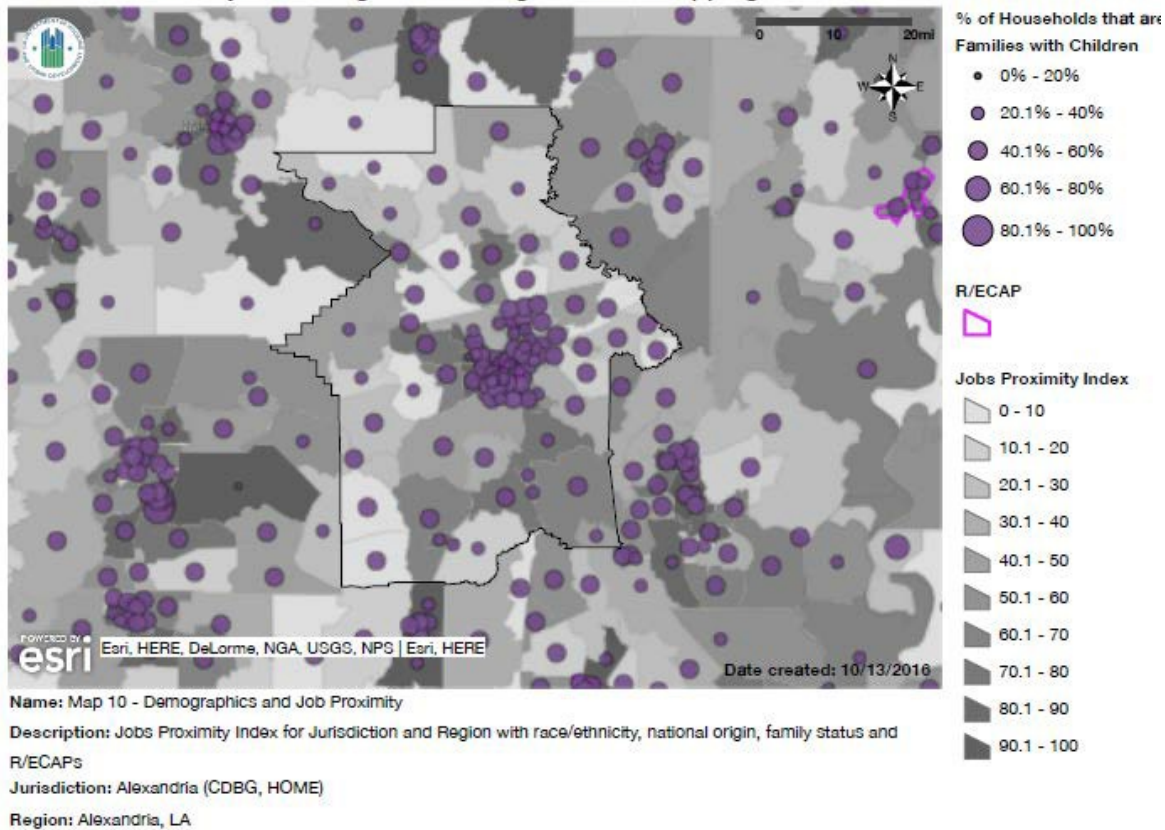 0 10 20mi
N
W E
S
% of Households that are
Families with Children
0% - 20%
20.1% - 40%
40.1% - 60%
60.1% - 80%
80.1% - 100%
R/ECAP
Jobs Proximity Index
0 - 10
10.1 - 20
20.1 - 30
30.1 - 40
40.1 - 50
50.1 - 60
60.1 - 70
70.1 - 80
80.1 - 90
90.1 - 100
POWERED BY
esri
Esri, HERE, DeLorme, NGA, USGS, NPS | Esri, HERE
Date created: 10/13/2016
Name: Map 10 - Demographics and Job Proximity
Description: Jobs Proximity Index for Jurisdiction and Region with race/ethnicity, national origin, family status and
R/ECAPs
Jurisdiction: Alexandria (CDBG, HOME)
Region: Alexandria, LA